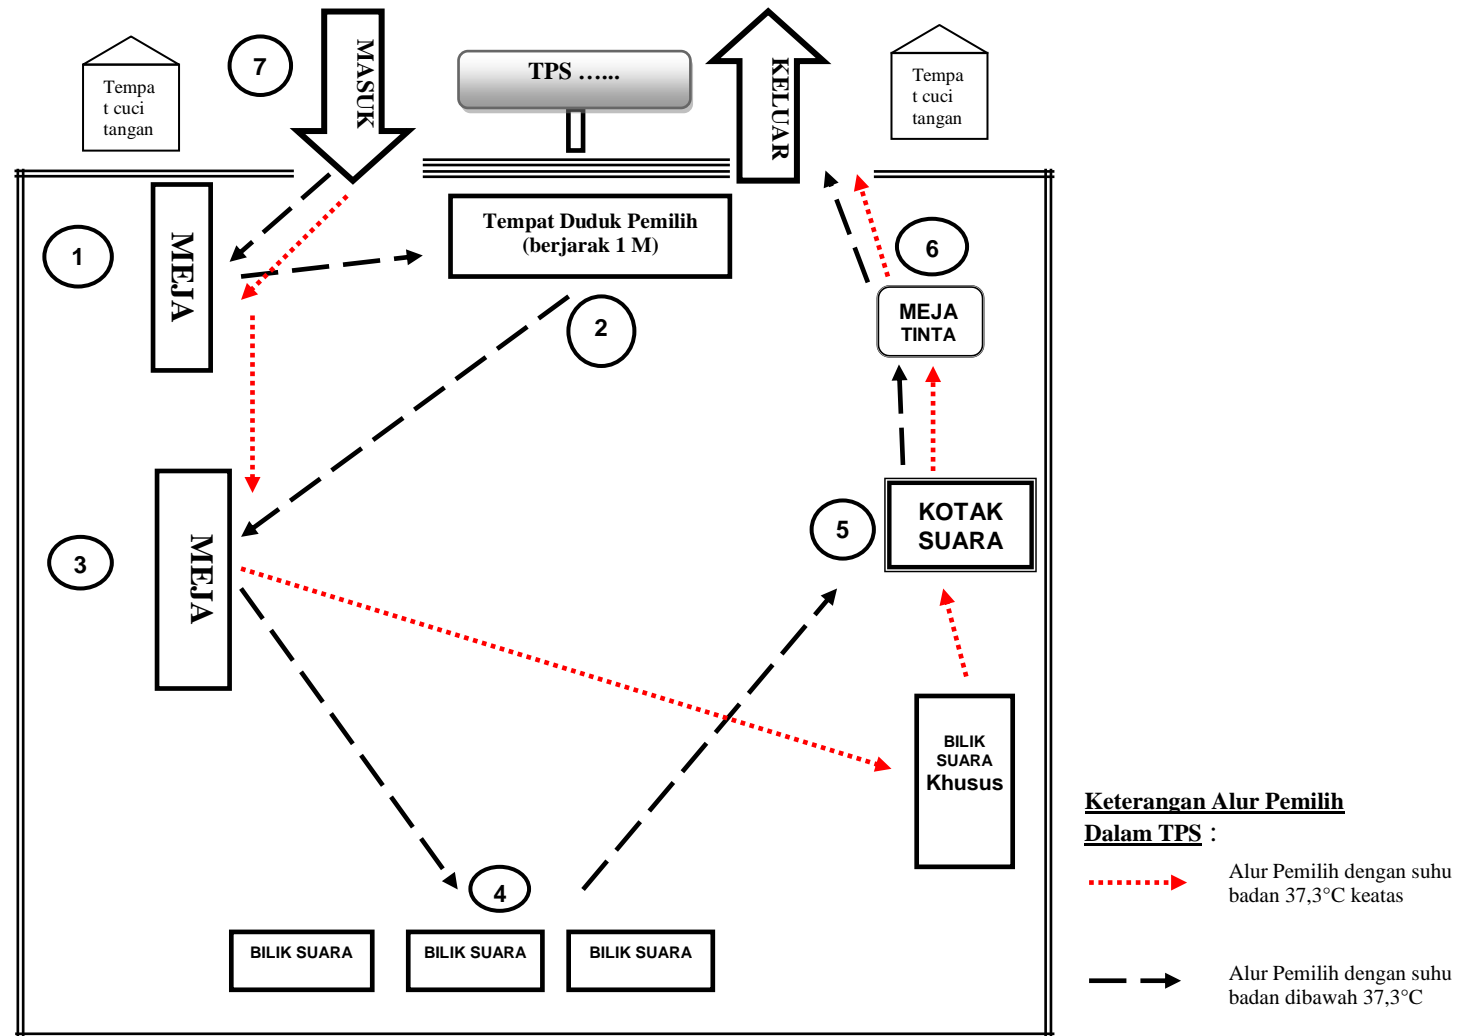 7
MASUK
TPS …...
KELUAR
Tempa
t cuci
tangan
Tempa
t cuci
tangan
1
MEJA
Tempat Duduk Pemilih
(berjarak 1 M)
2
6
MEJA
TINTA
3
MEJA
5
KOTAK
SUARA
BILIK
SUARA
Khusus
4
BILIK SUARA
BILIK SUARA
BILIK SUARA
Keterangan Alur Pemilih
Dalam TPS :
Alur Pemilih dengan suhu
badan 37,3°C keatas
Alur Pemilih dengan suhu
badan dibawah 37,3°C